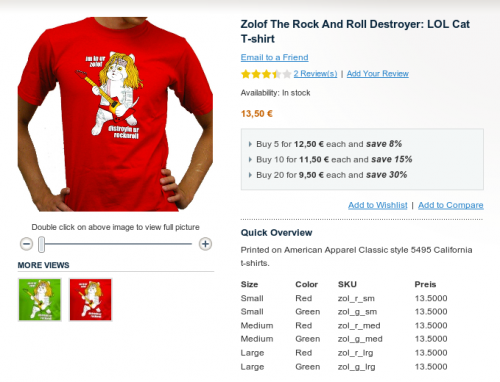 im in ur
zolof
distroyin ur
rocknroll
Double click on above image to view full picture
MORE VIEWS
Zolof The Rock And Roll Destroyer: LOL Cat
T-shirt
Email to a Friend
2 Review(s) | Add Your Review
Availability: In stock
13,50 €
Buy 5 for 12,50 € each and save 8%
Buy 10 for 11,50 € each and save 15%
Buy 20 for 9,50 € each and save 30%
Add to Wishlist | Add to Compare
Quick Overview
Printed on American Apparel Classic style 5495 California
t-shirts.
Size Color SKU Preis
Small Red zol_r_sm 13.5000
Small Green zol_g_sm 13.5000
Medium Red zol_r_med 13.5000
Medium Green zol_g_med 13.5000
Large Red zol_r_lrg 13.5000
Large Green zol_g_lrg 13.5000